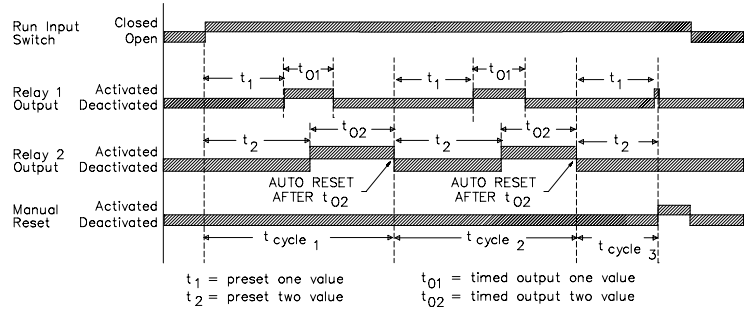 Run Input Switch
Closed
Open
t1
t01
t1
t01
t1
Relay 1 Output
Activated
Deactivated
t2
t02
t2
t02
t2
Relay 2 Output
Activated
Deactivated
AUTO RESET AFTER t02
AUTO RESET AFTER t02
Manual Reset
Activated
Deactivated
t cycle 1
t cycle 2
t cycle 3
t1 = preset one value
t2 = preset two value
t01 = timed output one value
t02 = timed output two value